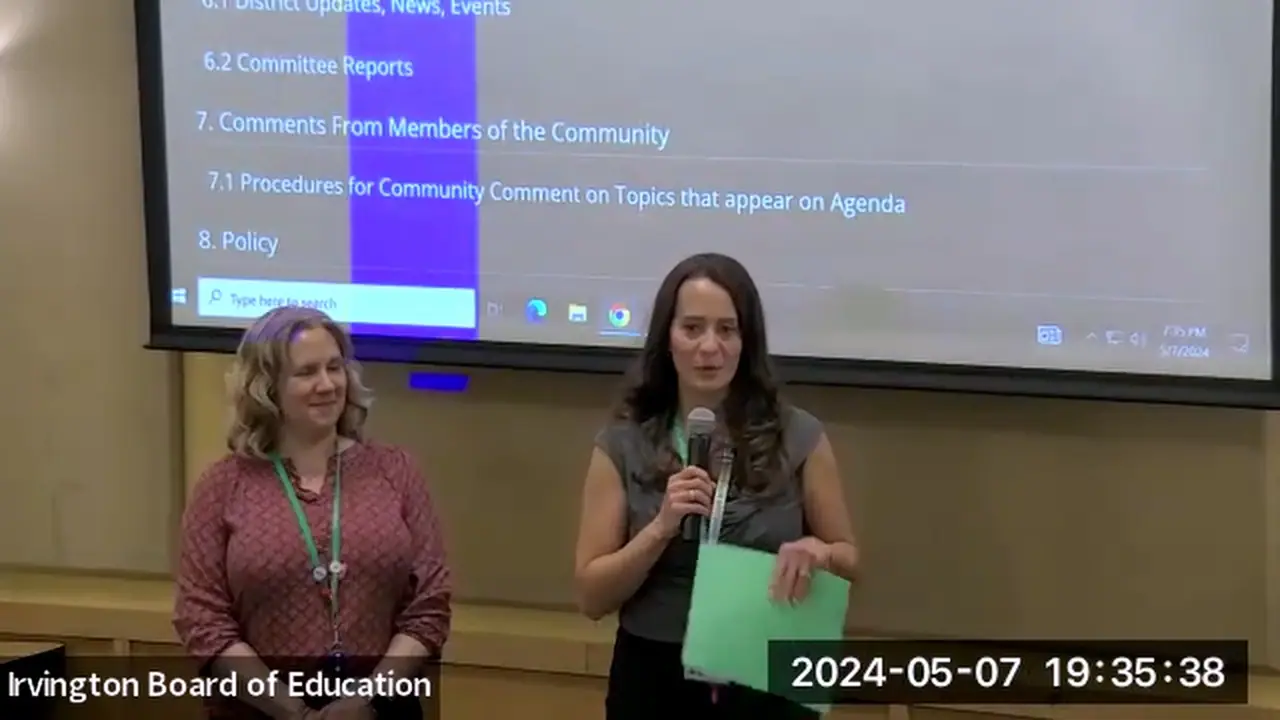 6.1 District Updates, News, Events
6.2 Committee Reports
7. Comments From Members of the Community
7.1 Procedures for Community Comment on Topics that appear on Agenda
8. Policy
Type here to search
7:35 PM
5/7/2024
Irvington Board of Education
2024-05-07 19:35:38